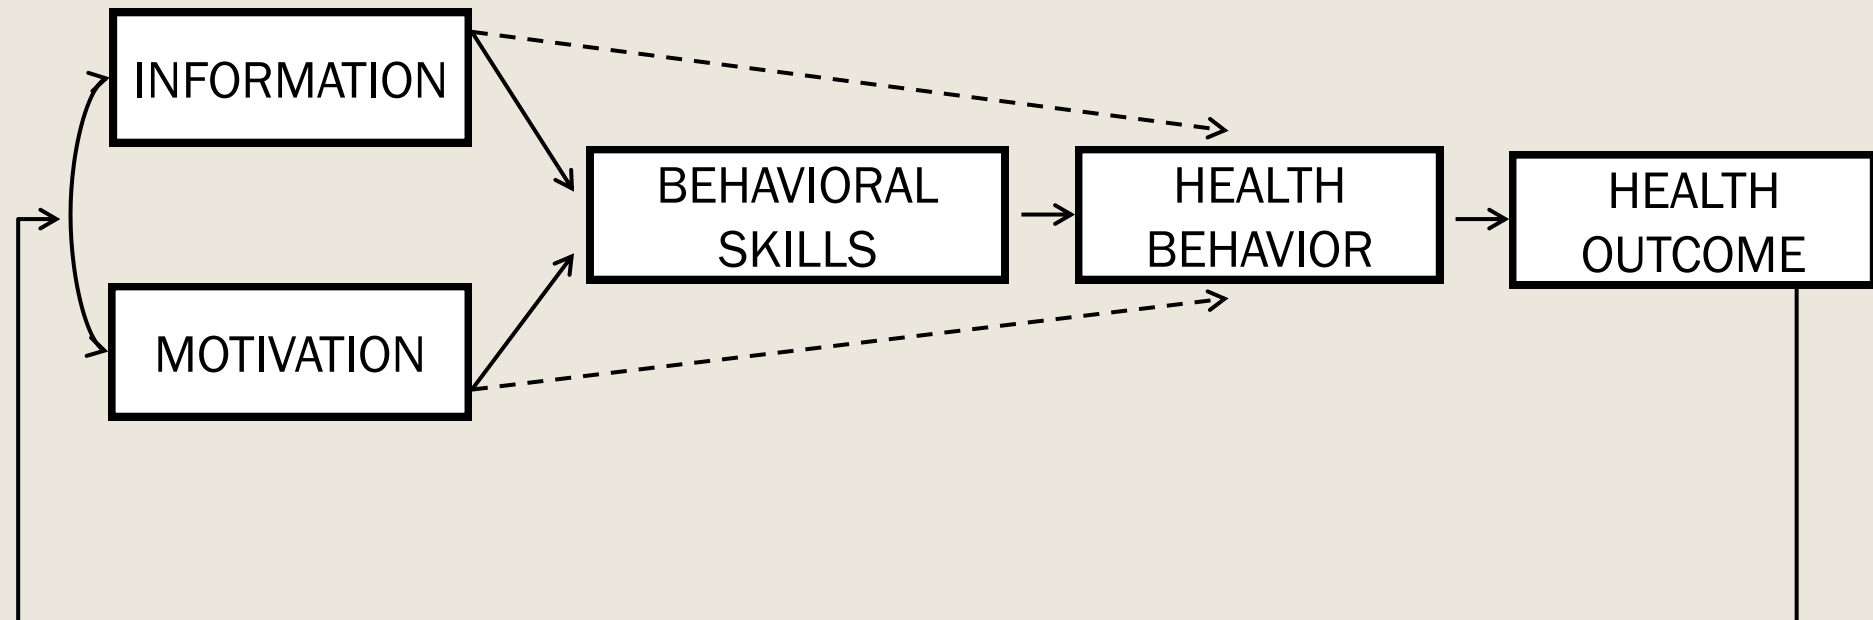 INFORMATION
BEHAVIORAL
SKILLS
HEALTH
BEHAVIOR
HEALTH
OUTCOME
MOTIVATION